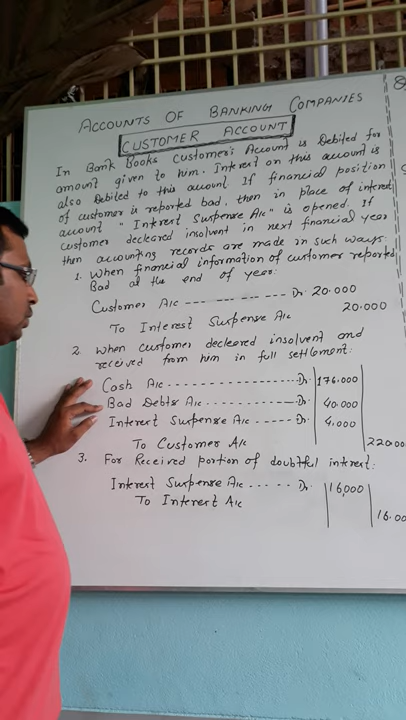 ACCOUNTS OF BANKING COMPANIES
CUSTOMER ACCOUNT
In Bank Books Customer's Account is Debited for
amount given to him. Interest on this account is
also Debited to this account. If financial position
of customer is reported bad, then in place of interest
account "Interest Suspense A/c" is opened. If
customer decleared insolvent in next financial year
then accounting records are made in such ways:
1. When financial information of customer reported
Bad at the end of year:
Customer A/c --- --- --- --- Dr. 20.000
To Interest Suspense A/c 20.000
2. When customer decleared insolvent and
received from him in full settlement:
Cash A/c - - - - - - - - - - - - - - Dr. 176.000
Bad Debts A/c - - - - - - - - - - - Dr. 40.000
Interest Suspense A/c - - - - - Dr. 4.000
To Customer A/c 220.000
3. For Received portion of doubtful interest:
Interest Suspense A/c ..... Dr. 16,000
To Interest A/c 16.00